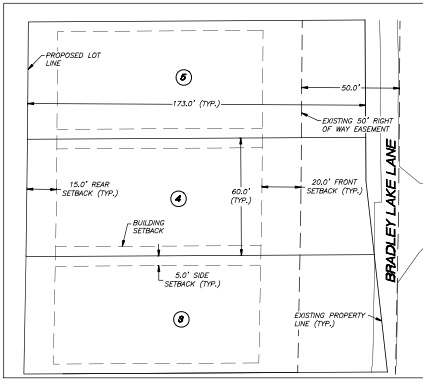 PROPOSED LOT
LINE
5
50.0'
173.0' (TYP.)
EXISTING 50' RIGHT
OF WAY EASEMENT
BRADLEY LAKE LANE
15.0' REAR
SETBACK (TYP.)
4
60.0'
(TYP.)
20.0' FRONT
SETBACK (TYP.)
BUILDING
SETBACK
5.0' SIDE
SETBACK (TYP.)
3
EXISTING PROPERTY
LINE (TYP.)